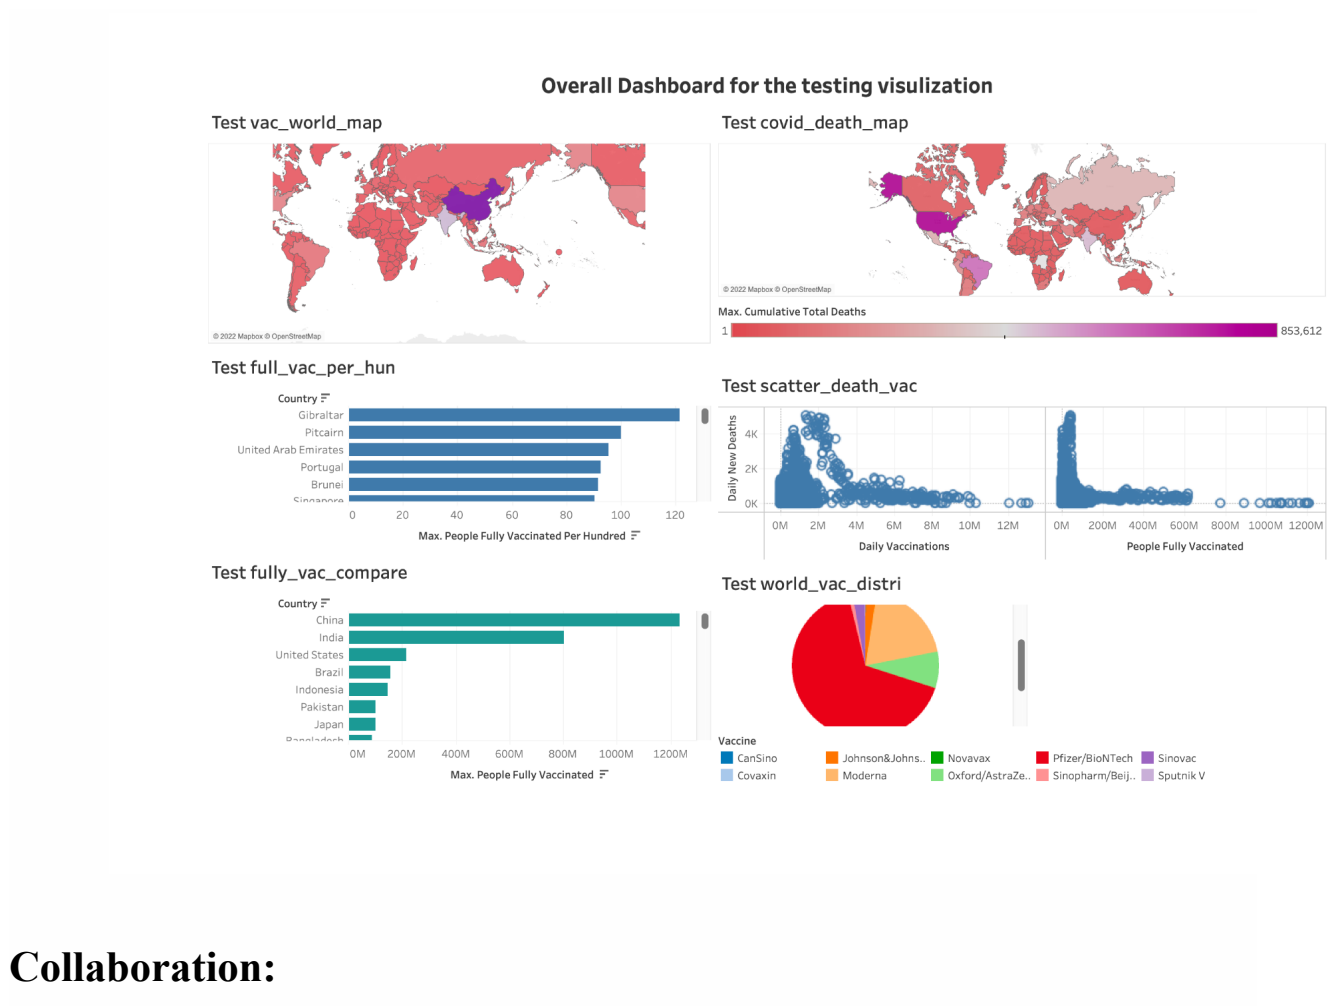 Overall Dashboard for the testing visulization
Test vac_world_map
© 2022 Mapbox © OpenStreetMap
Test covid_death_map
© 2022 Mapbox © OpenStreetMap
Max. Cumulative Total Deaths
1
853,612
Test full_vac_per_hun
Country
Gibraltar
Pitcairn
United Arab Emirates
Portugal
Brunei
Singapore
0 20 40 60 80 100 120
Max. People Fully Vaccinated Per Hundred
Test scatter_death_vac
Daily New Deaths
4K
2K
0K
0M 2M 4M 6M 8M 10M 12M
Daily Vaccinations
0M 200M 400M 600M 800M 1000M 1200M
People Fully Vaccinated
Test fully_vac_compare
Country
China
India
United States
Brazil
Indonesia
Pakistan
Japan
Bangladesh
0M 200M 400M 600M 800M 1000M 1200M
Max. People Fully Vaccinated
Test world_vac_distri
Vaccine
CanSino Johnson&Johns.. Novavax Pfizer/BioNTech Sinovac
Covaxin Moderna Oxford/AstraZe.. Sinopharm/Beij.. Sputnik V
Collaboration: